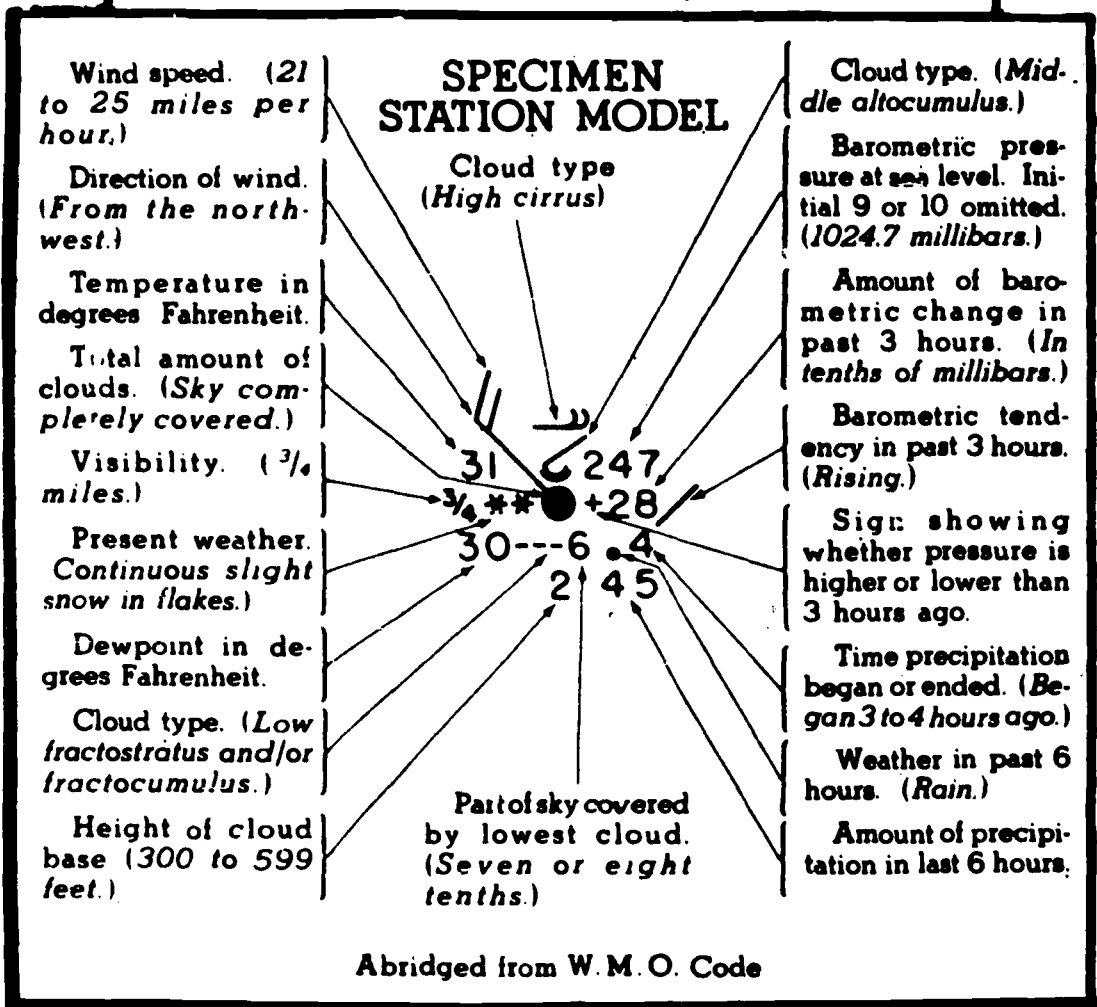 SPECIMEN
STATION MODEL
Wind speed. (21
to 25 miles per
hour.)
Direction of wind.
(From the north-
west.)
Temperature in
degrees Fahrenheit.
Total amount of
clouds. (Sky com-
pletely covered.)
Visibility. (3/4
miles.)
Present weather.
Continuous slight
snow in flakes.)
Dewpoint in de-
grees Fahrenheit.
Cloud type. (Low
fractostratus and/or
fractocumulus.)
Height of cloud
base (300 to 599
feet.)
Cloud type
(High cirrus)
31 247
3/4 ** +28
30---6 . 4
2 45
Part of sky covered
by lowest cloud.
(Seven or eight
tenths.)
Cloud type. (Mid-
dle altocumulus.)
Barometric pres-
sure at sea level. Ini-
tial 9 or 10 omitted.
(1024.7 millibars.)
Amount of baro-
metric change in
past 3 hours. (In
tenths of millibars.)
Barometric tend-
ency in past 3 hours.
(Rising.)
Sign showing
whether pressure is
higher or lower than
3 hours ago.
Time precipitation
began or ended. (Be-
gan 3 to 4 hours ago.)
Weather in past 6
hours. (Rain.)
Amount of precipi-
tation in last 6 hours.
Abridged from W.M.O. Code